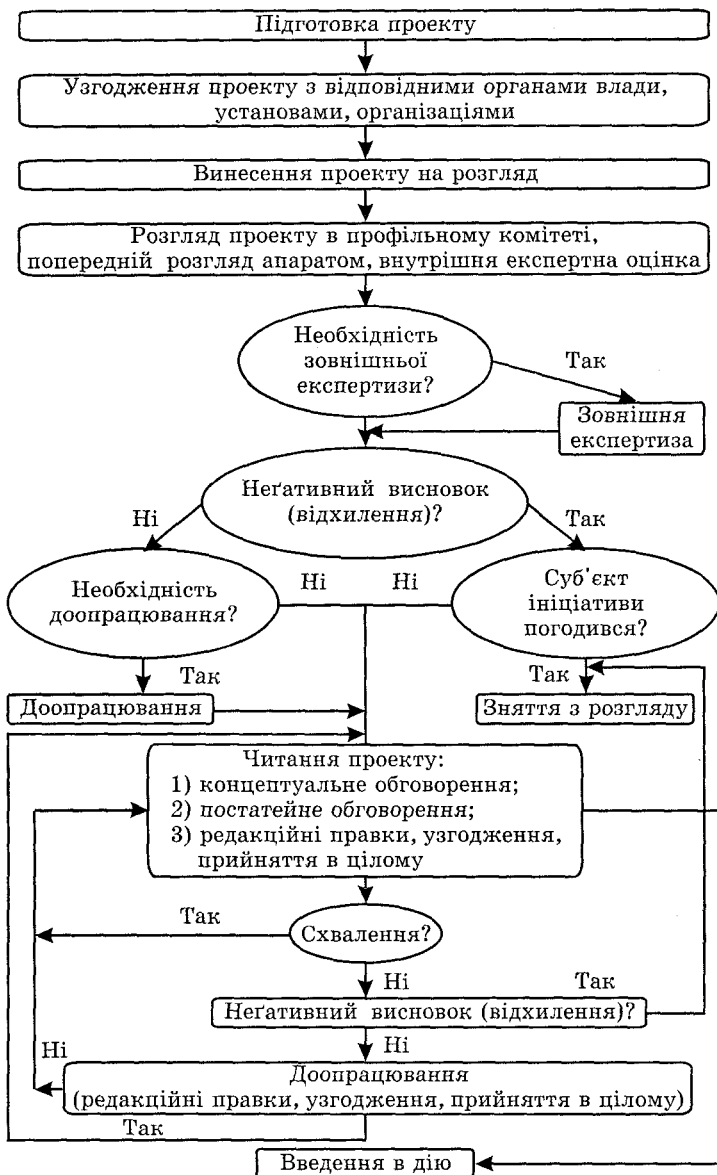 Підготовка проекту
Узгодження проекту з відповідними органами влади,
установами, організаціями
Винесення проекту на розгляд
Розгляд проекту в профільному комітеті,
попередній розгляд апаратом, внутрішня експертна оцінка
Необхідність
зовнішньої
експертизи?
Так
Зовнішня
експертиза
Неґативний висновок
(відхилення)?
Ні
Так
Необхідність
доопрацювання?
Ні
Ні
Суб'єкт
ініціативи
погодився?
Так
Так
Доопрацювання
Зняття з розгляду
Читання проекту:
1) концептуальне обговорення;
2) постатейне обговорення;
3) редакційні правки, узгодження,
прийняття в цілому
Так
Схвалення?
Ні
Так
Неґативний висновок (відхилення)?
Ні
Ні
Доопрацювання
(редакційні правки, узгодження, прийняття в цілому)
Так
Введення в дію